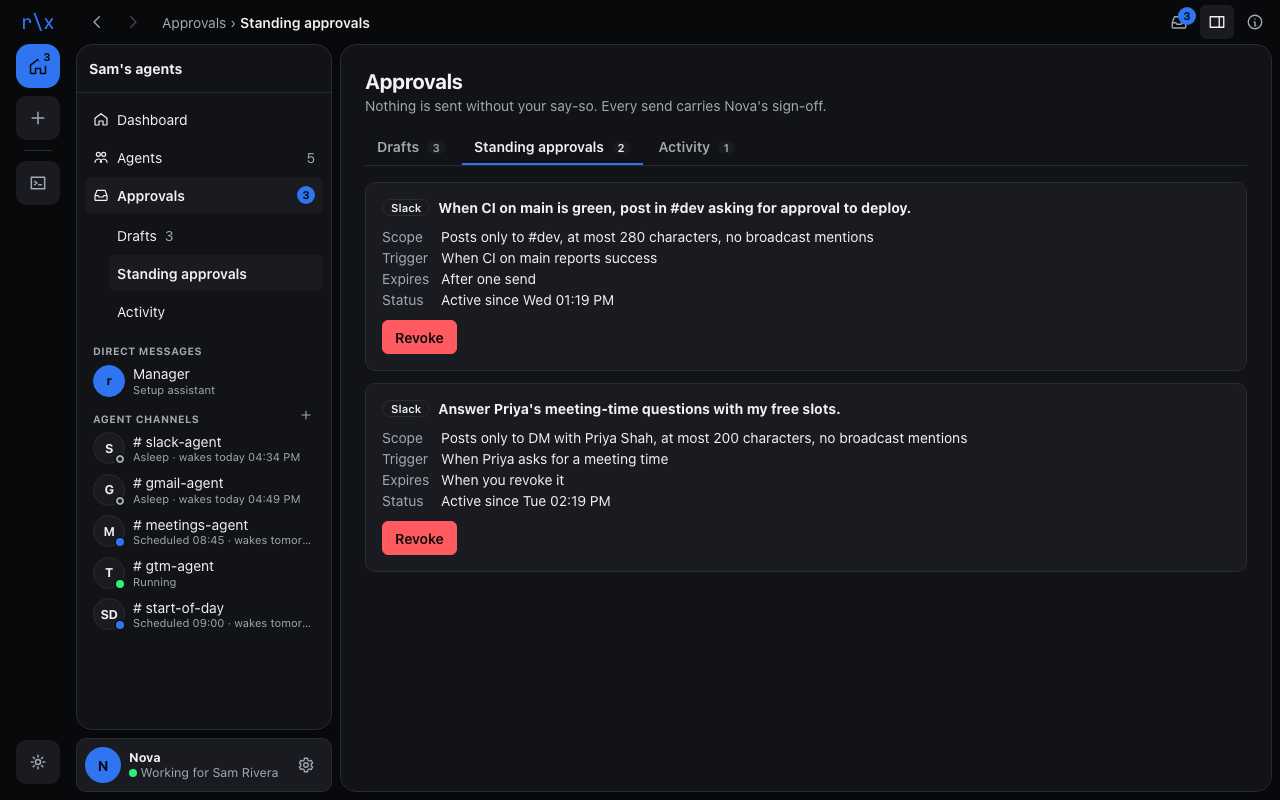 r\x
Approvals › Standing approvals
3
3
Sam's agents
Dashboard
Agents 5
Approvals 3
Drafts 3
Standing approvals
Activity
DIRECT MESSAGES
r
Manager
Setup assistant
AGENT CHANNELS
S
# slack-agent
Asleep · wakes today 04:34 PM
G
# gmail-agent
Asleep · wakes today 04:49 PM
M
# meetings-agent
Scheduled 08:45 · wakes tomor...
T
# gtm-agent
Running
SD
# start-of-day
Scheduled 09:00 · wakes tomor...
N
Nova
Working for Sam Rivera
Approvals
Nothing is sent without your say-so. Every send carries Nova's sign-off.
Drafts 3 Standing approvals 2 Activity 1
Slack When CI on main is green, post in #dev asking for approval to deploy.
Scope Posts only to #dev, at most 280 characters, no broadcast mentions
Trigger When CI on main reports success
Expires After one send
Status Active since Wed 01:19 PM
Revoke
Slack Answer Priya's meeting-time questions with my free slots.
Scope Posts only to DM with Priya Shah, at most 200 characters, no broadcast mentions
Trigger When Priya asks for a meeting time
Expires When you revoke it
Status Active since Tue 02:19 PM
Revoke